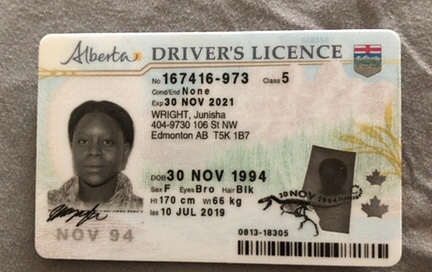 Alberta DRIVER'S LICENCE
No 167416-973 Class 5
Cond/End None
Exp 30 NOV 2021
WRIGHT, Junisha
404-9730 106 St NW
Edmonton AB T5K 1B7
DOB 30 NOV 1994
Sex F Eyes Bro Hair Blk
Ht 170 cm Wt 66 kg
Iss 10 JUL 2019
30 NOV 1994
NOV 94
0813-18305